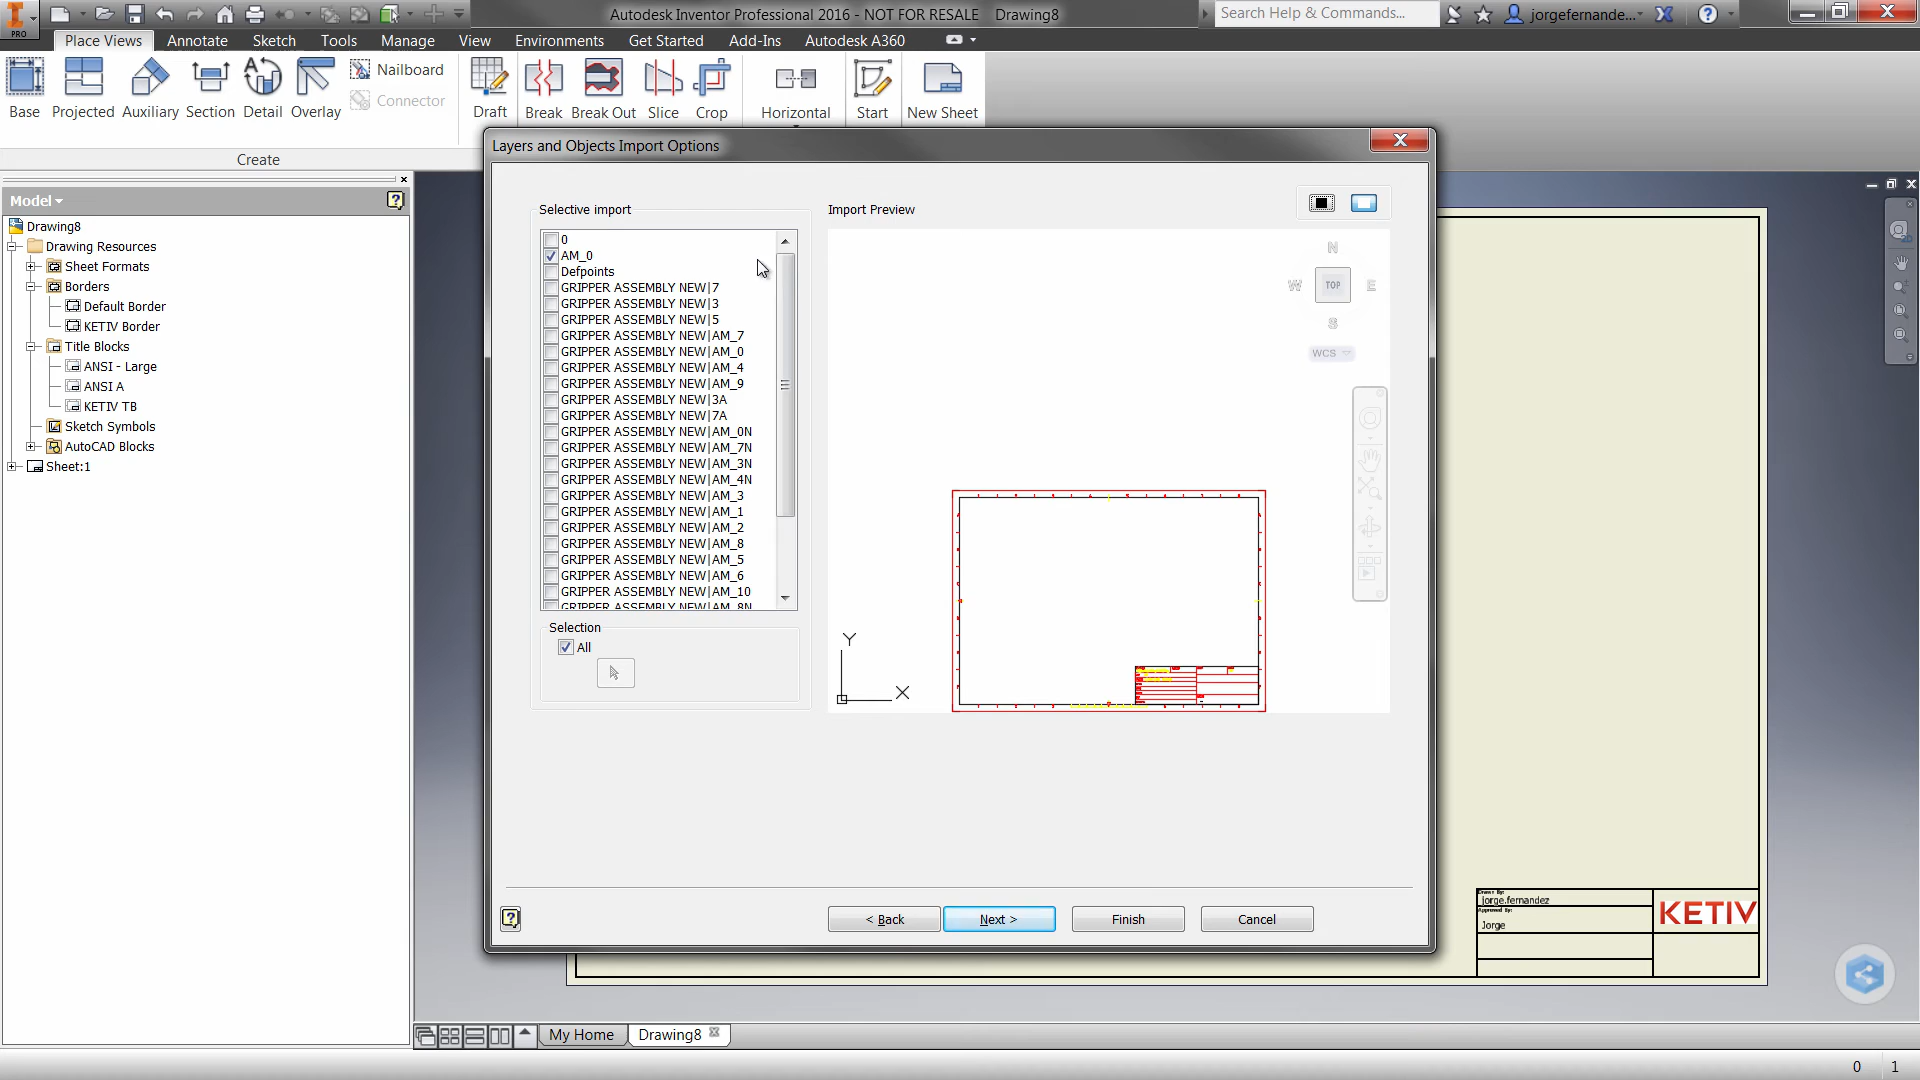 Autodesk Inventor Professional 2016 - NOT FOR RESALE Drawing8
Search Help & Commands...
jorgefernande...
PRO
Place Views Annotate Sketch Tools Manage View Environments Get Started Add-Ins Autodesk A360
Nailboard
Connector
Base Projected Auxiliary Section Detail Overlay Draft Break Break Out Slice Crop Horizontal Start New Sheet
Create
Layers and Objects Import Options
Model
Drawing8
Drawing Resources
Sheet Formats
Borders
Default Border
KETIV Border
Title Blocks
ANSI - Large
ANSI A
KETIV TB
Sketch Symbols
AutoCAD Blocks
Sheet:1
Selective import
0
AM_0
Defpoints
GRIPPER ASSEMBLY NEW|7
GRIPPER ASSEMBLY NEW|3
GRIPPER ASSEMBLY NEW|5
GRIPPER ASSEMBLY NEW|AM_7
GRIPPER ASSEMBLY NEW|AM_0
GRIPPER ASSEMBLY NEW|AM_4
GRIPPER ASSEMBLY NEW|AM_9
GRIPPER ASSEMBLY NEW|3A
GRIPPER ASSEMBLY NEW|7A
GRIPPER ASSEMBLY NEW|AM_0N
GRIPPER ASSEMBLY NEW|AM_7N
GRIPPER ASSEMBLY NEW|AM_3N
GRIPPER ASSEMBLY NEW|AM_4N
GRIPPER ASSEMBLY NEW|AM_3
GRIPPER ASSEMBLY NEW|AM_1
GRIPPER ASSEMBLY NEW|AM_2
GRIPPER ASSEMBLY NEW|AM_8
GRIPPER ASSEMBLY NEW|AM_5
GRIPPER ASSEMBLY NEW|AM_6
GRIPPER ASSEMBLY NEW|AM_10
GRIPPER ASSEMBLY NEW|AM_8N
Selection
All
Import Preview
N
W TOP E
S
WCS
Y
X
< Back Next > Finish Cancel
Drawn By:
jorge.fernandez
Approved By:
Jorge
KETIV
My Home Drawing8
0 1